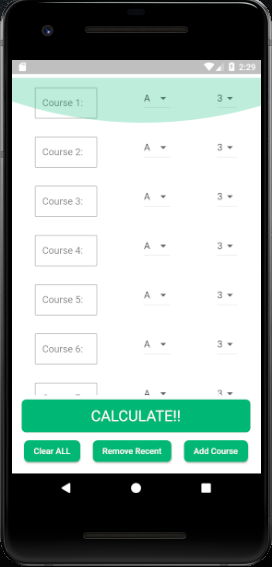 2:29
Course 1: A 3
Course 2: A 3
Course 3: A 3
Course 4: A 3
Course 5: A 3
Course 6: A 3
A 3
CALCULATE!!
Clear ALL Remove Recent Add Course